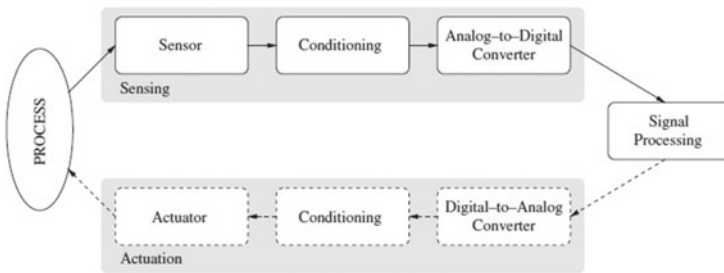 Sensor
Conditioning
Analog–to–Digital
Converter
Sensing
PROCESS
Signal
Processing
Actuator
Conditioning
Digital–to–Analog
Converter
Actuation